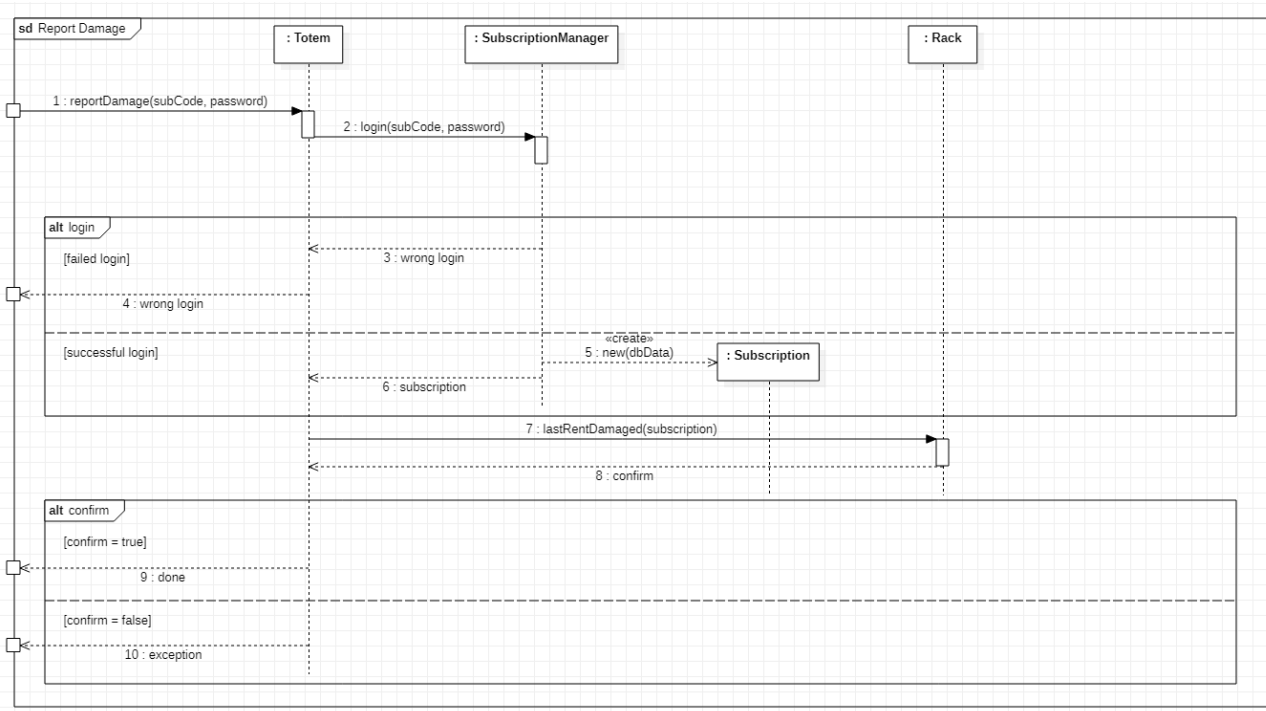 sd Report Damage
: Totem
: SubscriptionManager
: Rack
1 : reportDamage(subCode, password)
2 : login(subCode, password)
alt login
[failed login]
3 : wrong login
4 : wrong login
[successful login]
«create»
5 : new(dbData)
: Subscription
6 : subscription
7 : lastRentDamaged(subscription)
8 : confirm
alt confirm
[confirm = true]
9 : done
[confirm = false]
10 : exception